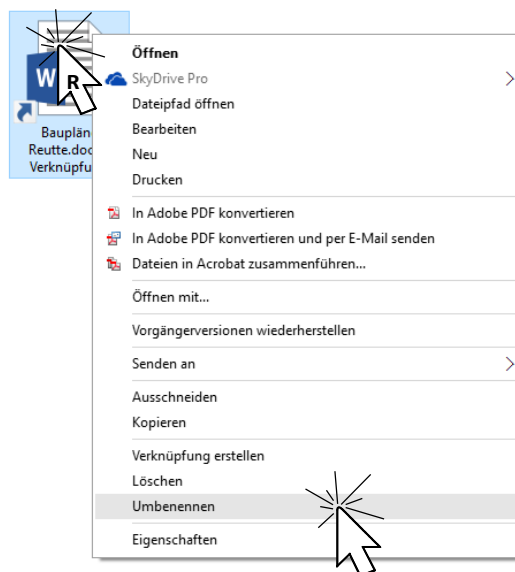 W
R
Bauplän
Reutte.doc
Verknüpfu
Öffnen
SkyDrive Pro
Dateipfad öffnen
Bearbeiten
Neu
Drucken
In Adobe PDF konvertieren
In Adobe PDF konvertieren und per E-Mail senden
Dateien in Acrobat zusammenführen...
Öffnen mit...
Vorgängerversionen wiederherstellen
Senden an
Ausschneiden
Kopieren
Verknüpfung erstellen
Löschen
Umbenennen
Eigenschaften